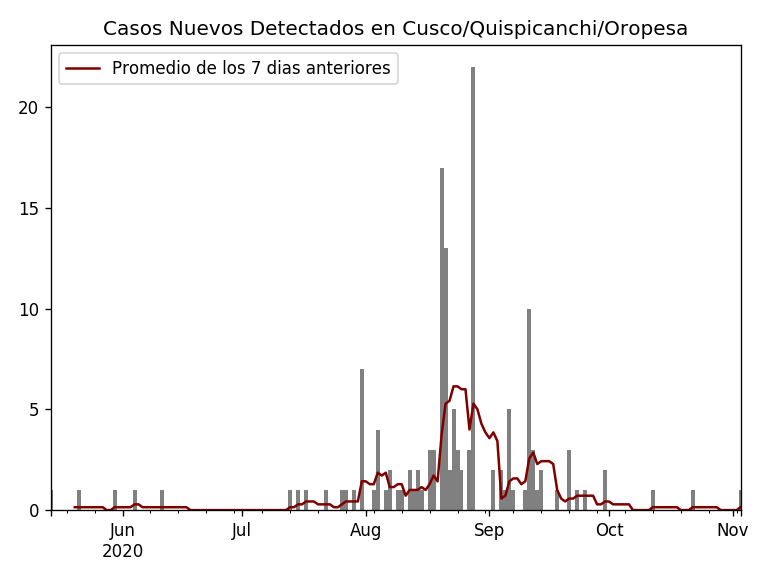 Casos Nuevos Detectados en Cusco/Quispicanchi/Oropesa
Promedio de los 7 dias anteriores
20
15
10
5
0
Jun Jul Aug Sep Oct Nov
2020